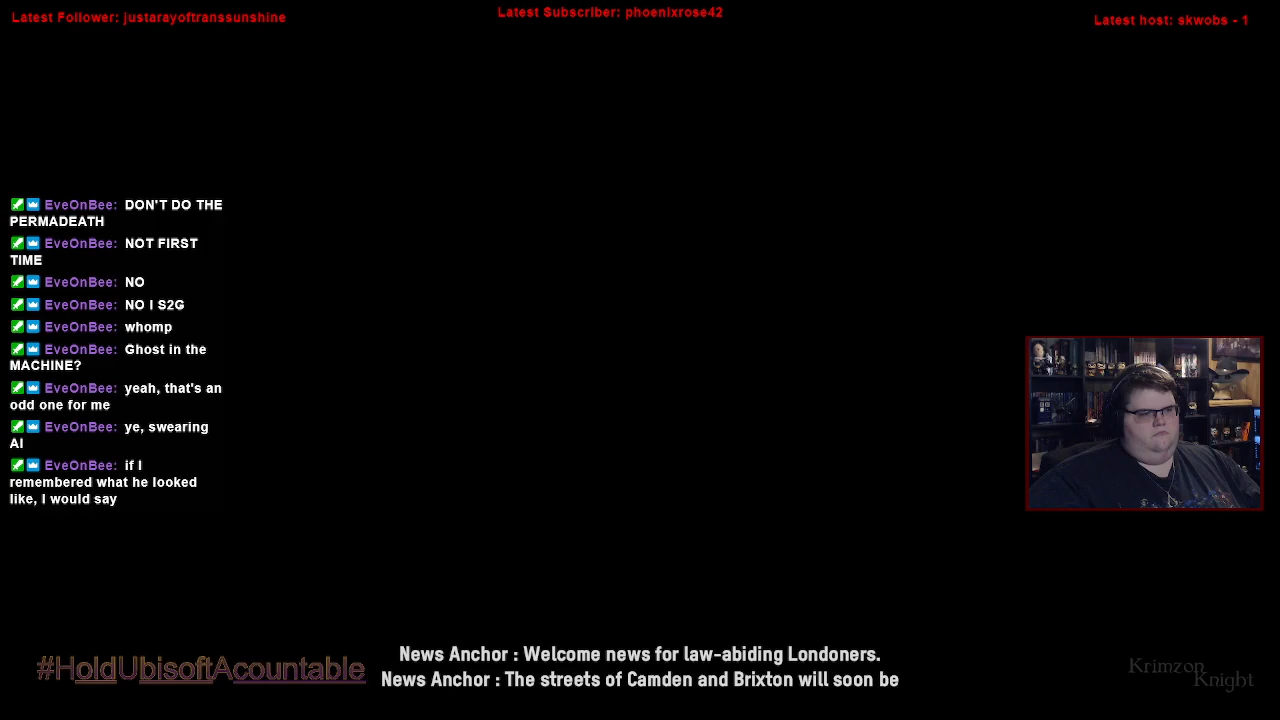 Latest Follower: justarayoftranssunshine
Latest Subscriber: phoenixrose42
Latest host: skwobs - 1
EveOnBee: DON'T DO THE
PERMADEATH
EveOnBee: NOT FIRST
TIME
EveOnBee: NO
EveOnBee: NO I S2G
EveOnBee: whomp
EveOnBee: Ghost in the
MACHINE?
EveOnBee: yeah, that's an
odd one for me
EveOnBee: ye, swearing
AI
EveOnBee: if I
remembered what he looked
like, I would say
#HoldUbisoftAcountable
News Anchor : Welcome news for law-abiding Londoners.
News Anchor : The streets of Camden and Brixton will soon be
Krimzon
Knight